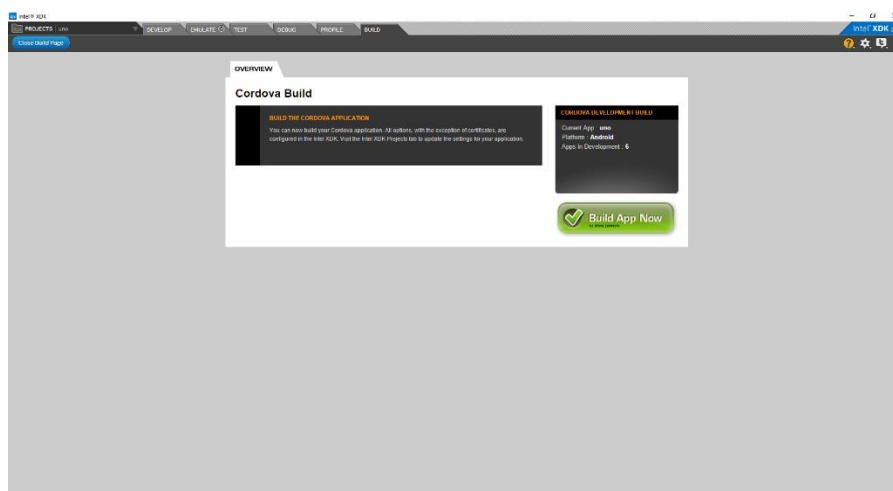 Intel® XDK
PROJECTS uno DEVELOP EMULATE TEST DEBUG PROFILE BUILD Intel® XDK
Close Build Page
OVERVIEW
Cordova Build
BUILD THE CORDOVA APPLICATION
You can now build your Cordova application. All options, with the exception of certificates, are
configured in the Intel XDK. Visit the Intel XDK Projects tab to update the settings for your application.
CORDOVA DEVELOPMENT BUILD
Current App : uno
Platform : Android
Apps in Development : 6
Build App Now